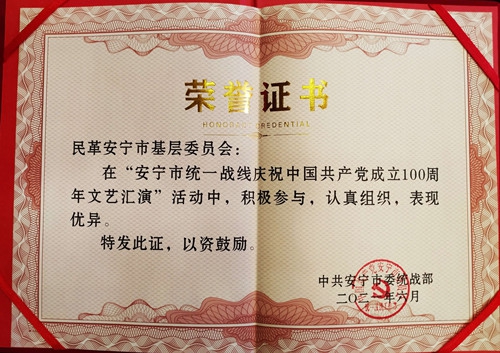 荣誉证书
HONORARY CREDENTIAL
民革安宁市基层委员会：
在“安宁市统一战线庆祝中国共产党成立100周
年文艺汇演”活动中，积极参与，认真组织，表现
优异。
特发此证，以资鼓励。
中共安宁市委统战部
二〇二一年六月